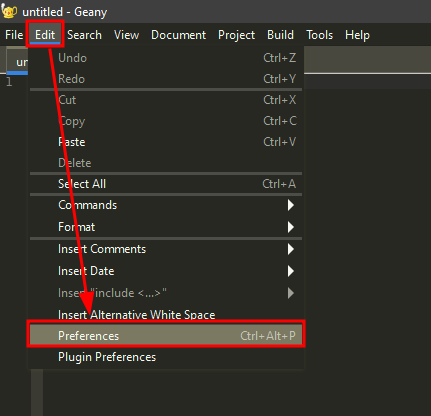 untitled - Geany
File Edit Search View Document Project Build Tools Help
un
1
Undo Ctrl+Z
Redo Ctrl+Y
Cut Ctrl+X
Copy Ctrl+C
Paste Ctrl+V
Delete
Select All Ctrl+A
Commands
Format
Insert Comments
Insert Date
Insert "include <...>"
Insert Alternative White Space
Preferences Ctrl+Alt+P
Plugin Preferences